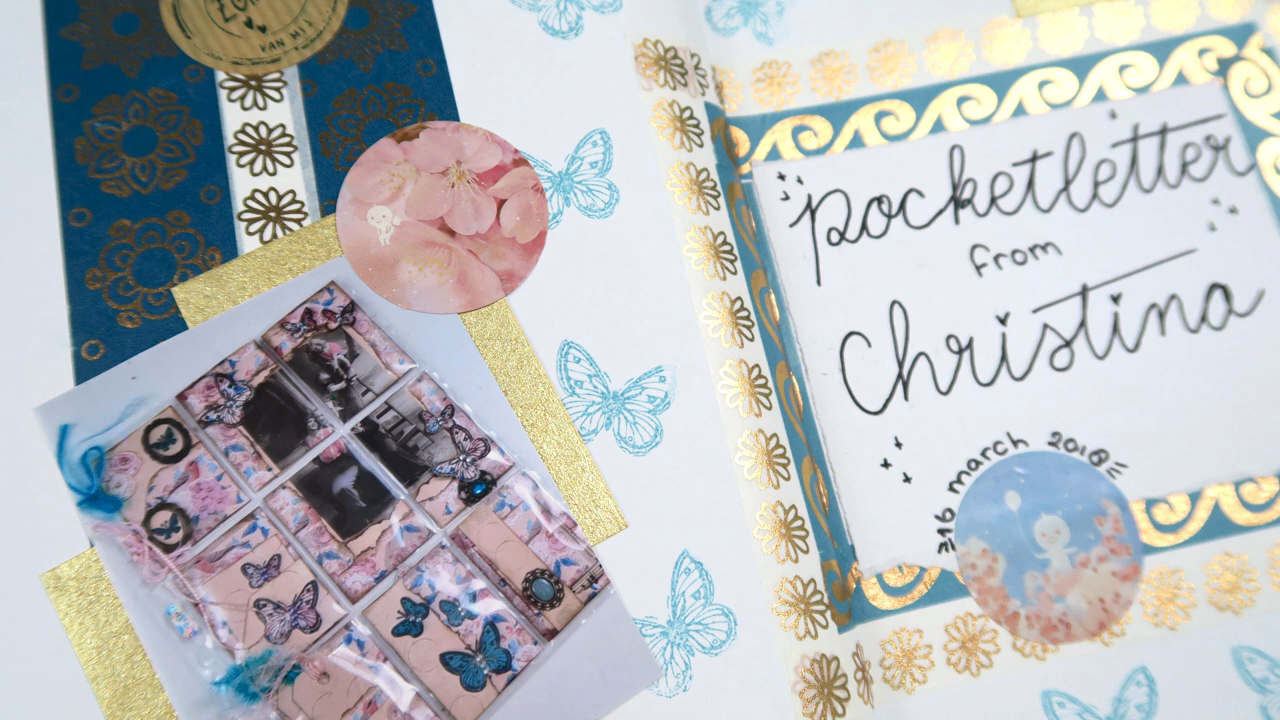 VAN MIJ
pocketletter
from
Christina
16 march 2018